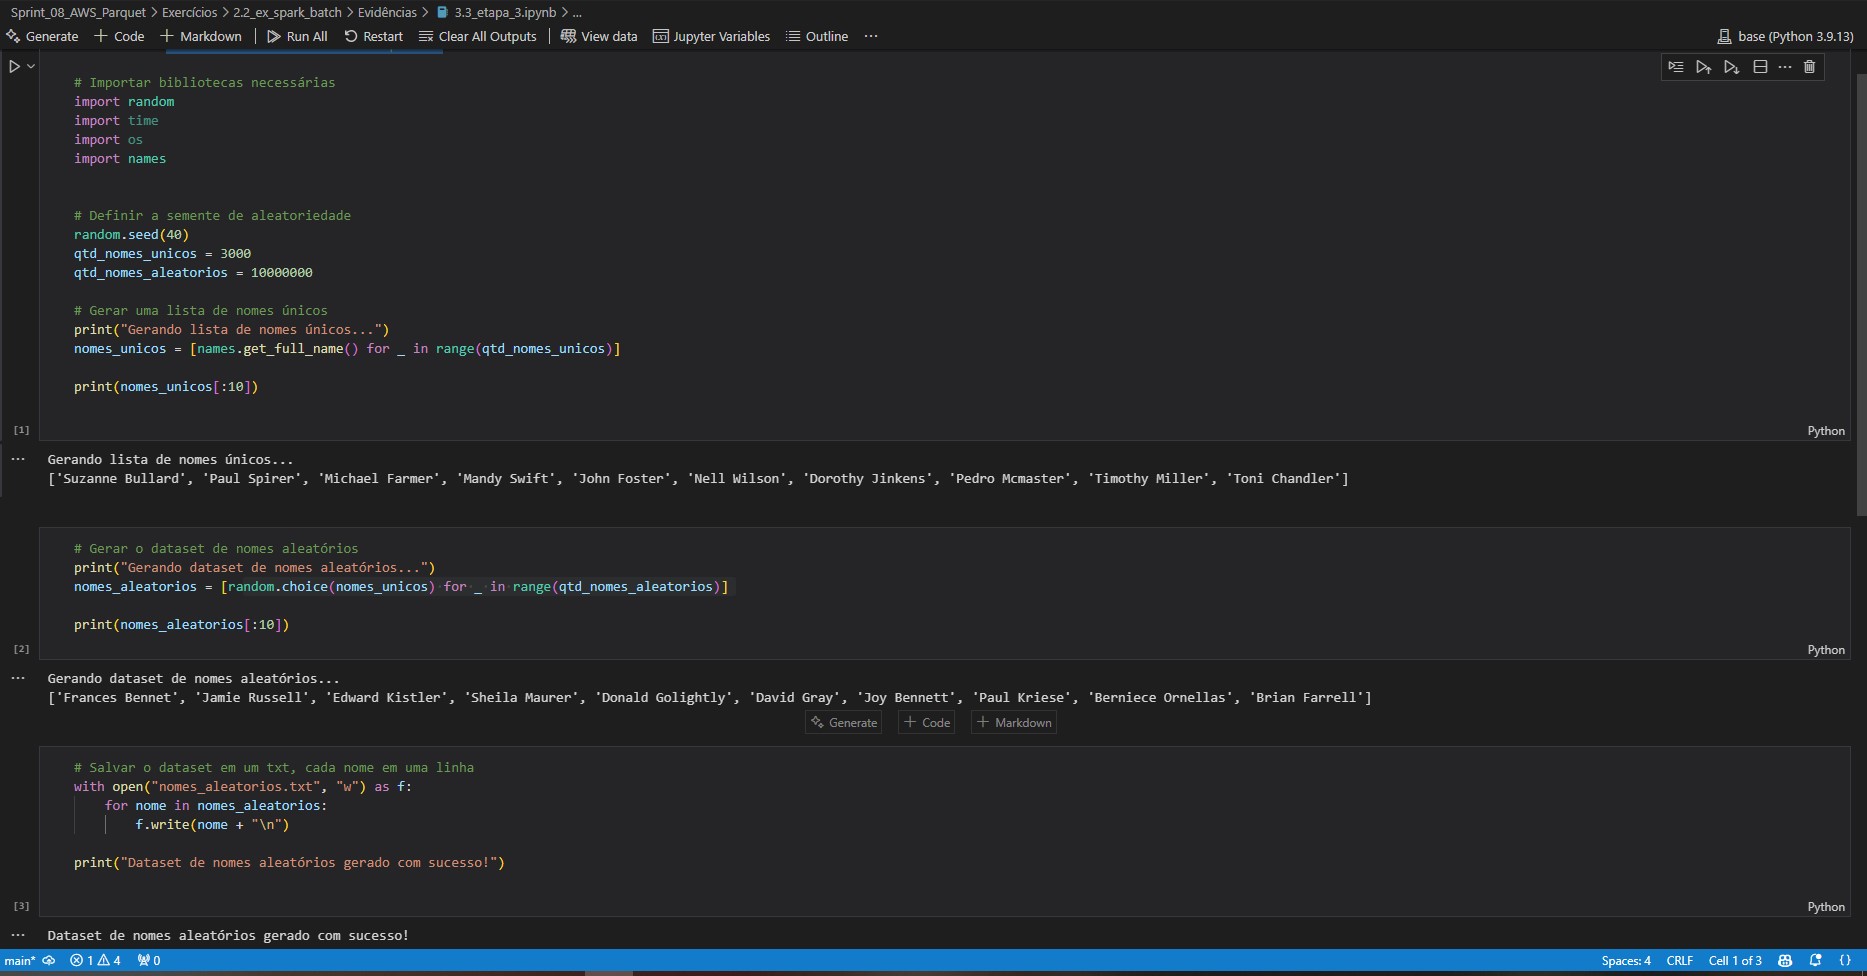 Sprint_08_AWS_Parquet > Exercícios > 2.2_ex_spark_batch > Evidências > 3.3_etapa_3.ipynb > ...
Generate + Code + Markdown | Run All Restart Clear All Outputs | View data Jupyter Variables Outline ... base (Python 3.9.13)
# Importar bibliotecas necessárias
import random
import time
import os
import names
# Definir a semente de aleatoriedade
random.seed(40)
qtd_nomes_unicos = 3000
qtd_nomes_aleatorios = 10000000
# Gerar uma lista de nomes únicos
print("Gerando lista de nomes únicos...")
nomes_unicos = [names.get_full_name() for _ in range(qtd_nomes_unicos)]
print(nomes_unicos[:10])
[1] Python
Gerando lista de nomes únicos...
['Suzanne Bullard', 'Paul Spirer', 'Michael Farmer', 'Mandy Swift', 'John Foster', 'Nell Wilson', 'Dorothy Jinkens', 'Pedro Mcmaster', 'Timothy Miller', 'Toni Chandler']
# Gerar o dataset de nomes aleatórios
print("Gerando dataset de nomes aleatórios...")
nomes_aleatorios = [random.choice(nomes_unicos) for _ in range(qtd_nomes_aleatorios)]
print(nomes_aleatorios[:10])
[2] Python
Gerando dataset de nomes aleatórios...
['Frances Bennet', 'Jamie Russell', 'Edward Kistler', 'Sheila Maurer', 'Donald Golightly', 'David Gray', 'Joy Bennett', 'Paul Kriese', 'Berniece Ornellas', 'Brian Farrell']
Generate + Code + Markdown
# Salvar o dataset em um txt, cada nome em uma linha
with open("nomes_aleatorios.txt", "w") as f:
    for nome in nomes_aleatorios:
        f.write(nome + "\n")
print("Dataset de nomes aleatórios gerado com sucesso!")
[3] Python
Dataset de nomes aleatórios gerado com sucesso!
main* 1 4 0 Spaces: 4 CRLF Cell 1 of 3 {}